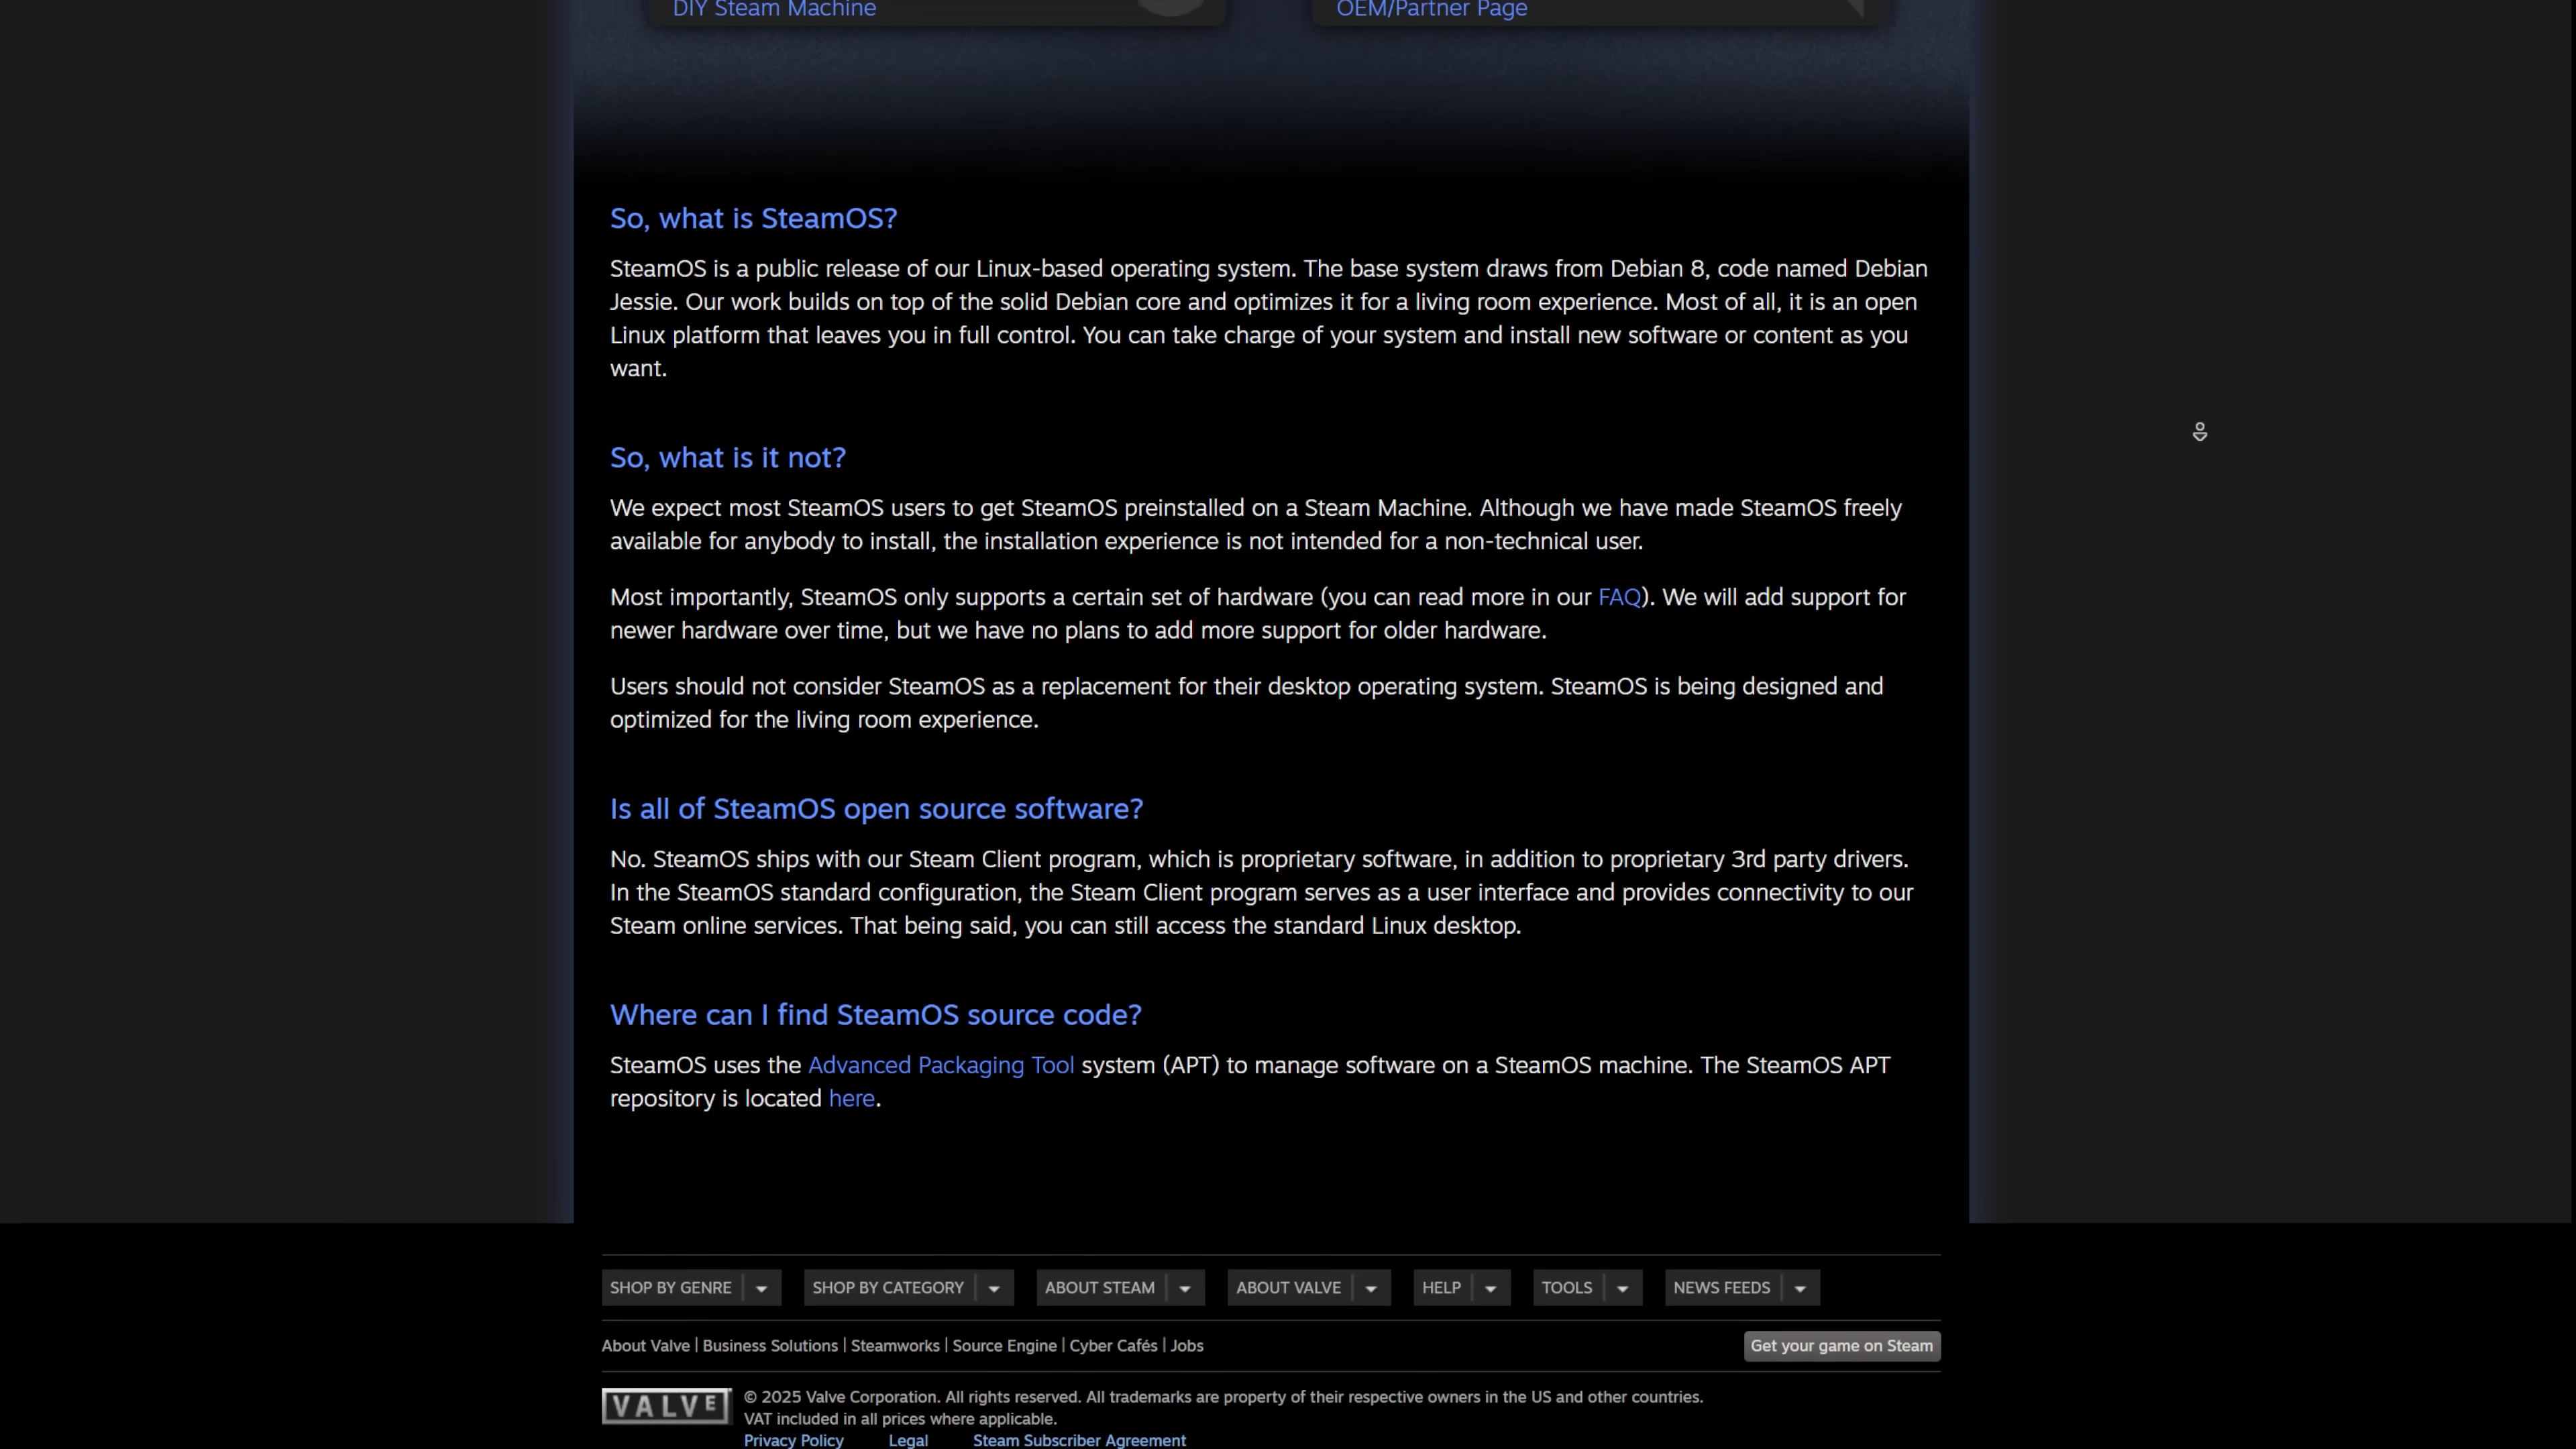 DIY Steam Machine
OEM/Partner Page
So, what is SteamOS?
SteamOS is a public release of our Linux-based operating system. The base system draws from Debian 8, code named Debian
Jessie. Our work builds on top of the solid Debian core and optimizes it for a living room experience. Most of all, it is an open
Linux platform that leaves you in full control. You can take charge of your system and install new software or content as you
want.
So, what is it not?
We expect most SteamOS users to get SteamOS preinstalled on a Steam Machine. Although we have made SteamOS freely
available for anybody to install, the installation experience is not intended for a non-technical user.
Most importantly, SteamOS only supports a certain set of hardware (you can read more in our FAQ). We will add support for
newer hardware over time, but we have no plans to add more support for older hardware.
Users should not consider SteamOS as a replacement for their desktop operating system. SteamOS is being designed and
optimized for the living room experience.
Is all of SteamOS open source software?
No. SteamOS ships with our Steam Client program, which is proprietary software, in addition to proprietary 3rd party drivers.
In the SteamOS standard configuration, the Steam Client program serves as a user interface and provides connectivity to our
Steam online services. That being said, you can still access the standard Linux desktop.
Where can I find SteamOS source code?
SteamOS uses the Advanced Packaging Tool system (APT) to manage software on a SteamOS machine. The SteamOS APT
repository is located here.
SHOP BY GENRE SHOP BY CATEGORY ABOUT STEAM ABOUT VALVE HELP TOOLS NEWS FEEDS
About Valve | Business Solutions | Steamworks | Source Engine | Cyber Cafés | Jobs
Get your game on Steam
VALVE
© 2025 Valve Corporation. All rights reserved. All trademarks are property of their respective owners in the US and other countries.
VAT included in all prices where applicable.
Privacy Policy Legal Steam Subscriber Agreement